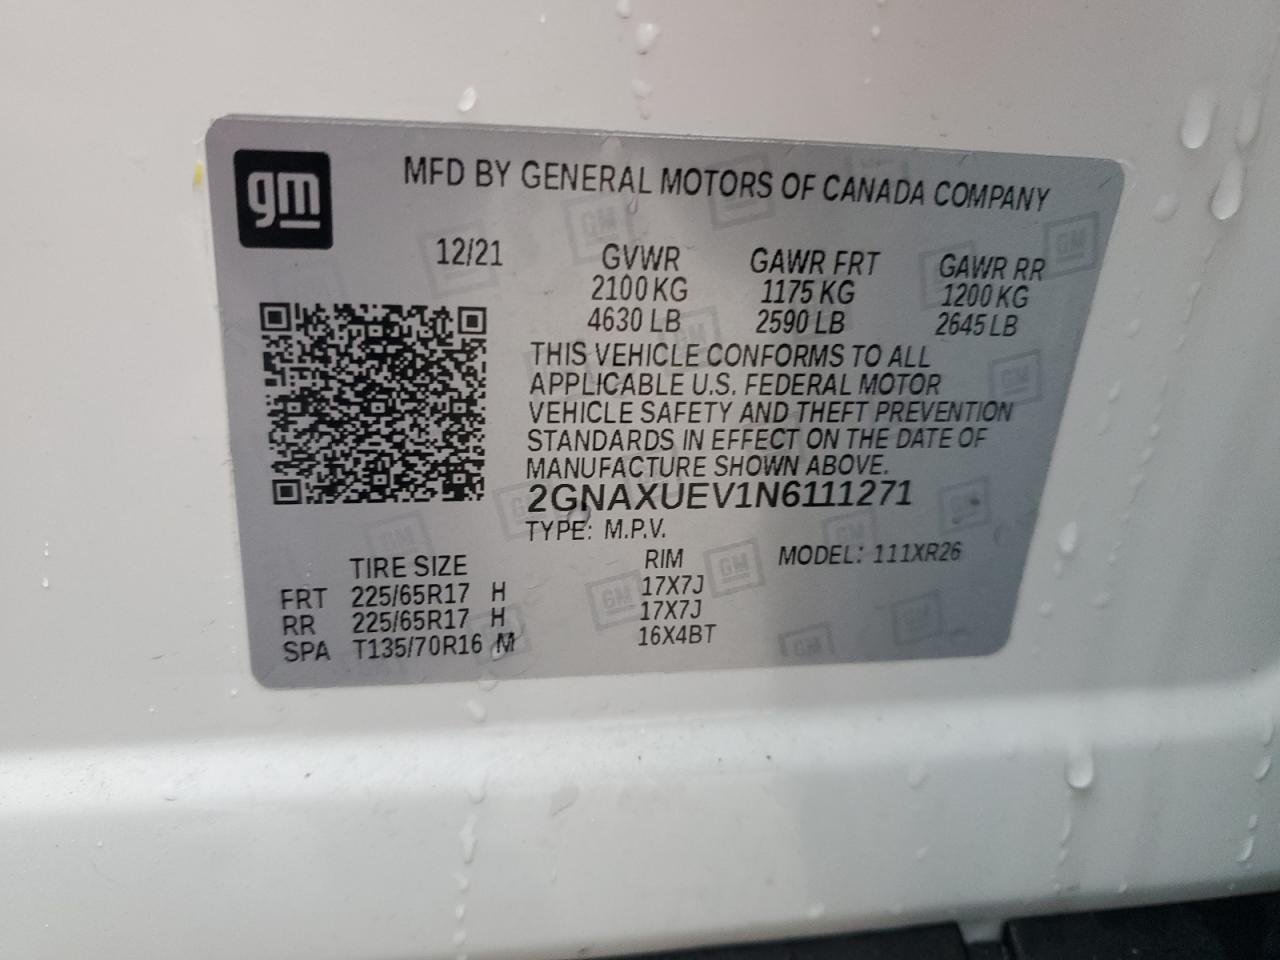 gm
MFD BY GENERAL MOTORS OF CANADA COMPANY
12/21 GVWR GAWR FRT GAWR RR
2100 KG 1175 KG 1200 KG
4630 LB 2590 LB 2645 LB
THIS VEHICLE CONFORMS TO ALL
APPLICABLE U.S. FEDERAL MOTOR
VEHICLE SAFETY AND THEFT PREVENTION
STANDARDS IN EFFECT ON THE DATE OF
MANUFACTURE SHOWN ABOVE.
2GNAXUEV1N6111271
TYPE: M.P.V.
TIRE SIZE RIM MODEL: 111XR26
FRT 225/65R17 H 17X7J
RR 225/65R17 H 17X7J
SPA T135/70R16 M 16X4BT